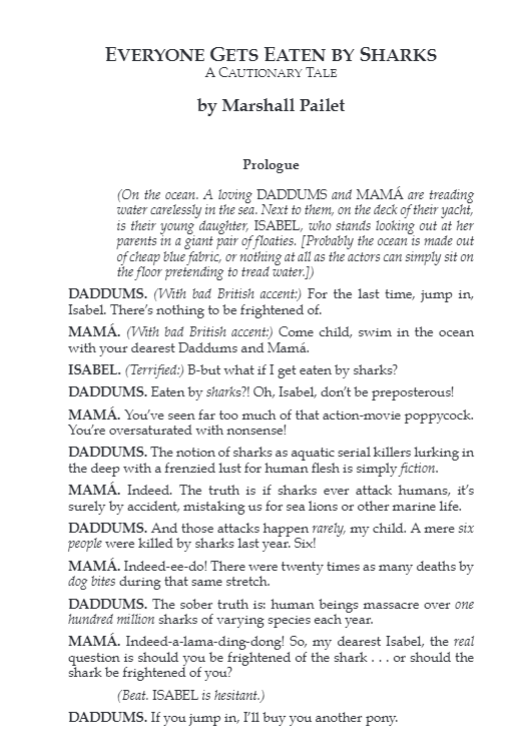 EVERYONE GETS EATEN BY SHARKS
A CAUTIONARY TALE
by Marshall Pailet
Prologue
(On the ocean. A loving DADDUMS and MAMÁ are treading
water carelessly in the sea. Next to them, on the deck of their yacht,
is their young daughter, ISABEL, who stands looking out at her
parents in a giant pair of floaties. [Probably the ocean is made out
of cheap blue fabric, or nothing at all as the actors can simply sit on
the floor pretending to tread water.])
DADDUMS. (With bad British accent:) For the last time, jump in,
Isabel. There's nothing to be frightened of.
MAMÁ. (With bad British accent:) Come child, swim in the ocean
with your dearest Daddums and Mamá.
ISABEL. (Terrified:) B-but what if I get eaten by sharks?
DADDUMS. Eaten by sharks?! Oh, Isabel, don't be preposterous!
MAMÁ. You've seen far too much of that action-movie poppycock.
You're oversaturated with nonsense!
DADDUMS. The notion of sharks as aquatic serial killers lurking in
the deep with a frenzied lust for human flesh is simply fiction.
MAMÁ. Indeed. The truth is if sharks ever attack humans, it's
surely by accident, mistaking us for sea lions or other marine life.
DADDUMS. And those attacks happen rarely, my child. A mere six
people were killed by sharks last year. Six!
MAMÁ. Indeed-ee-do! There were twenty times as many deaths by
dog bites during that same stretch.
DADDUMS. The sober truth is: human beings massacre over one
hundred million sharks of varying species each year.
MAMÁ. Indeed-a-lama-ding-dong! So, my dearest Isabel, the real
question is should you be frightened of the shark . . . or should the
shark be frightened of you?
(Beat. ISABEL is hesitant.)
DADDUMS. If you jump in, I'll buy you another pony.